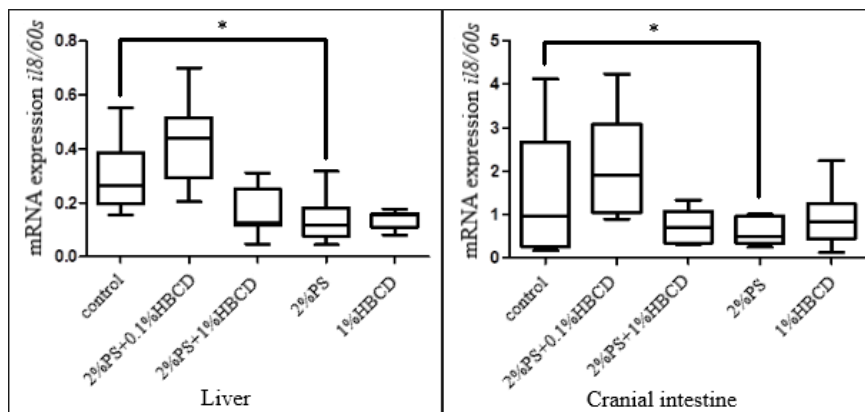 *
mRNA expression il8/60s
0.8
0.6
0.4
0.2
0.0
control
2%PS+0.1%HBCD
2%PS+1%HBCD
2%PS
1%HBCD
Liver
*
mRNA expression il8/60s
5
4
3
2
1
0
control
2%PS+0.1%HBCD
2%PS+1%HBCD
2%PS
1%HBCD
Cranial intestine